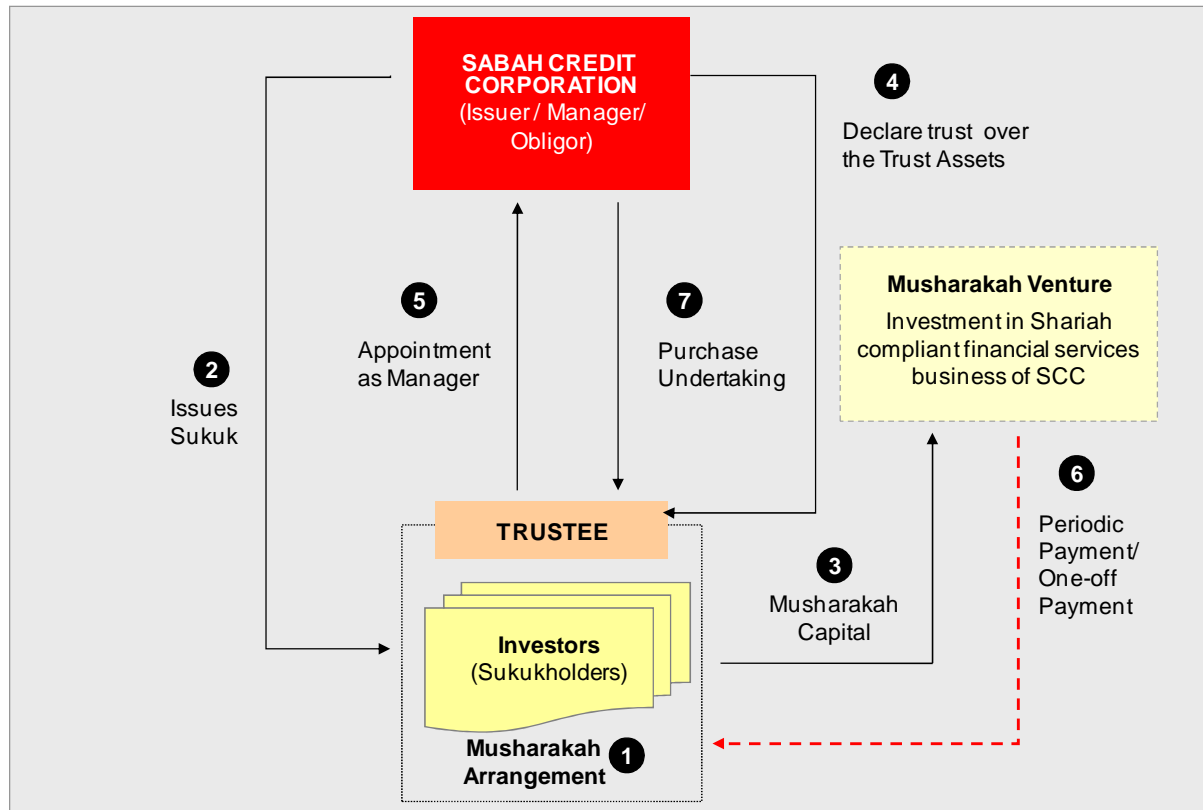 SABAH CREDIT
CORPORATION
(Issuer / Manager/
Obligor)
4
Declare trust over
the Trust Assets
Musharakah Venture
Investment in Shariah
compliant financial services
business of SCC
5
Appointment
as Manager
7
Purchase
Undertaking
2
Issues
Sukuk
6
Periodic
Payment/
One-off
Payment
TRUSTEE
3
Musharakah
Capital
Investors
(Sukukholders)
Musharakah
Arrangement
1